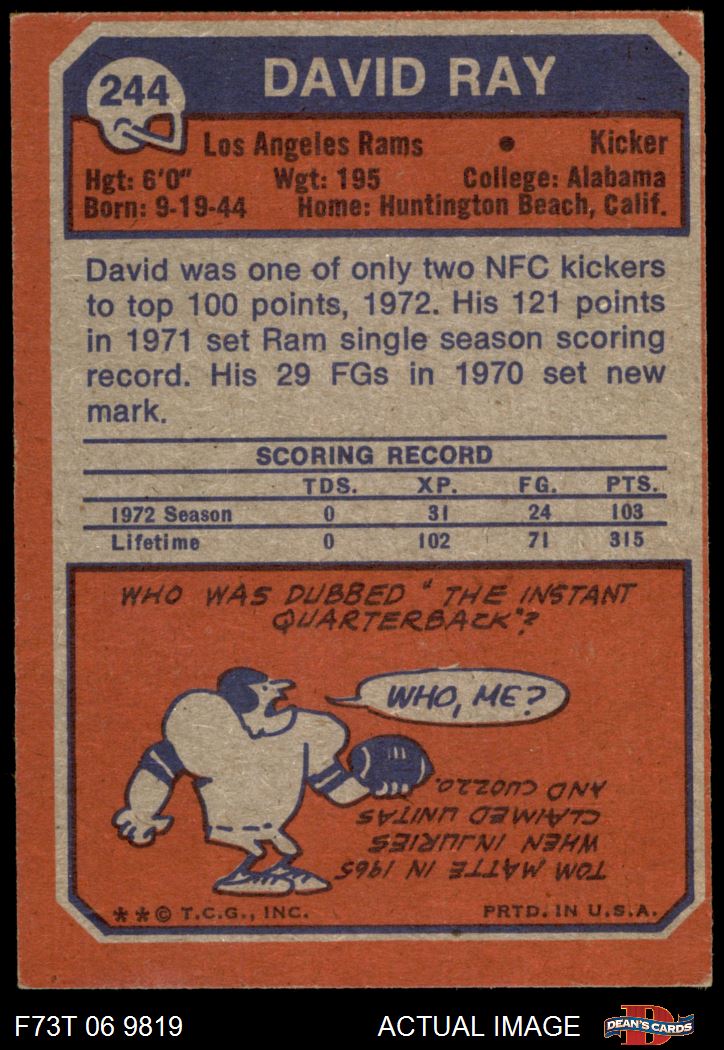 244
DAVID RAY
Los Angeles Rams • Kicker
Hgt: 6'0" Wgt: 195 College: Alabama
Born: 9-19-44 Home: Huntington Beach, Calif.
David was one of only two NFC kickers
to top 100 points, 1972. His 121 points
in 1971 set Ram single season scoring
record. His 29 FGs in 1970 set new
mark.
SCORING RECORD
TDS. XP. FG. PTS.
1972 Season 0 31 24 103
Lifetime 0 102 71 315
WHO WAS DUBBED "THE INSTANT
QUARTERBACK"?
WHO, ME?
TOM MATTE IN 1965
WHEN INJURIES
CLAIMED UNITAS
AND CUOZZO.
**© T.C.G., INC. PRTD. IN U.S.A.
F73T 06 9819 ACTUAL IMAGE DEAN'S CARDS